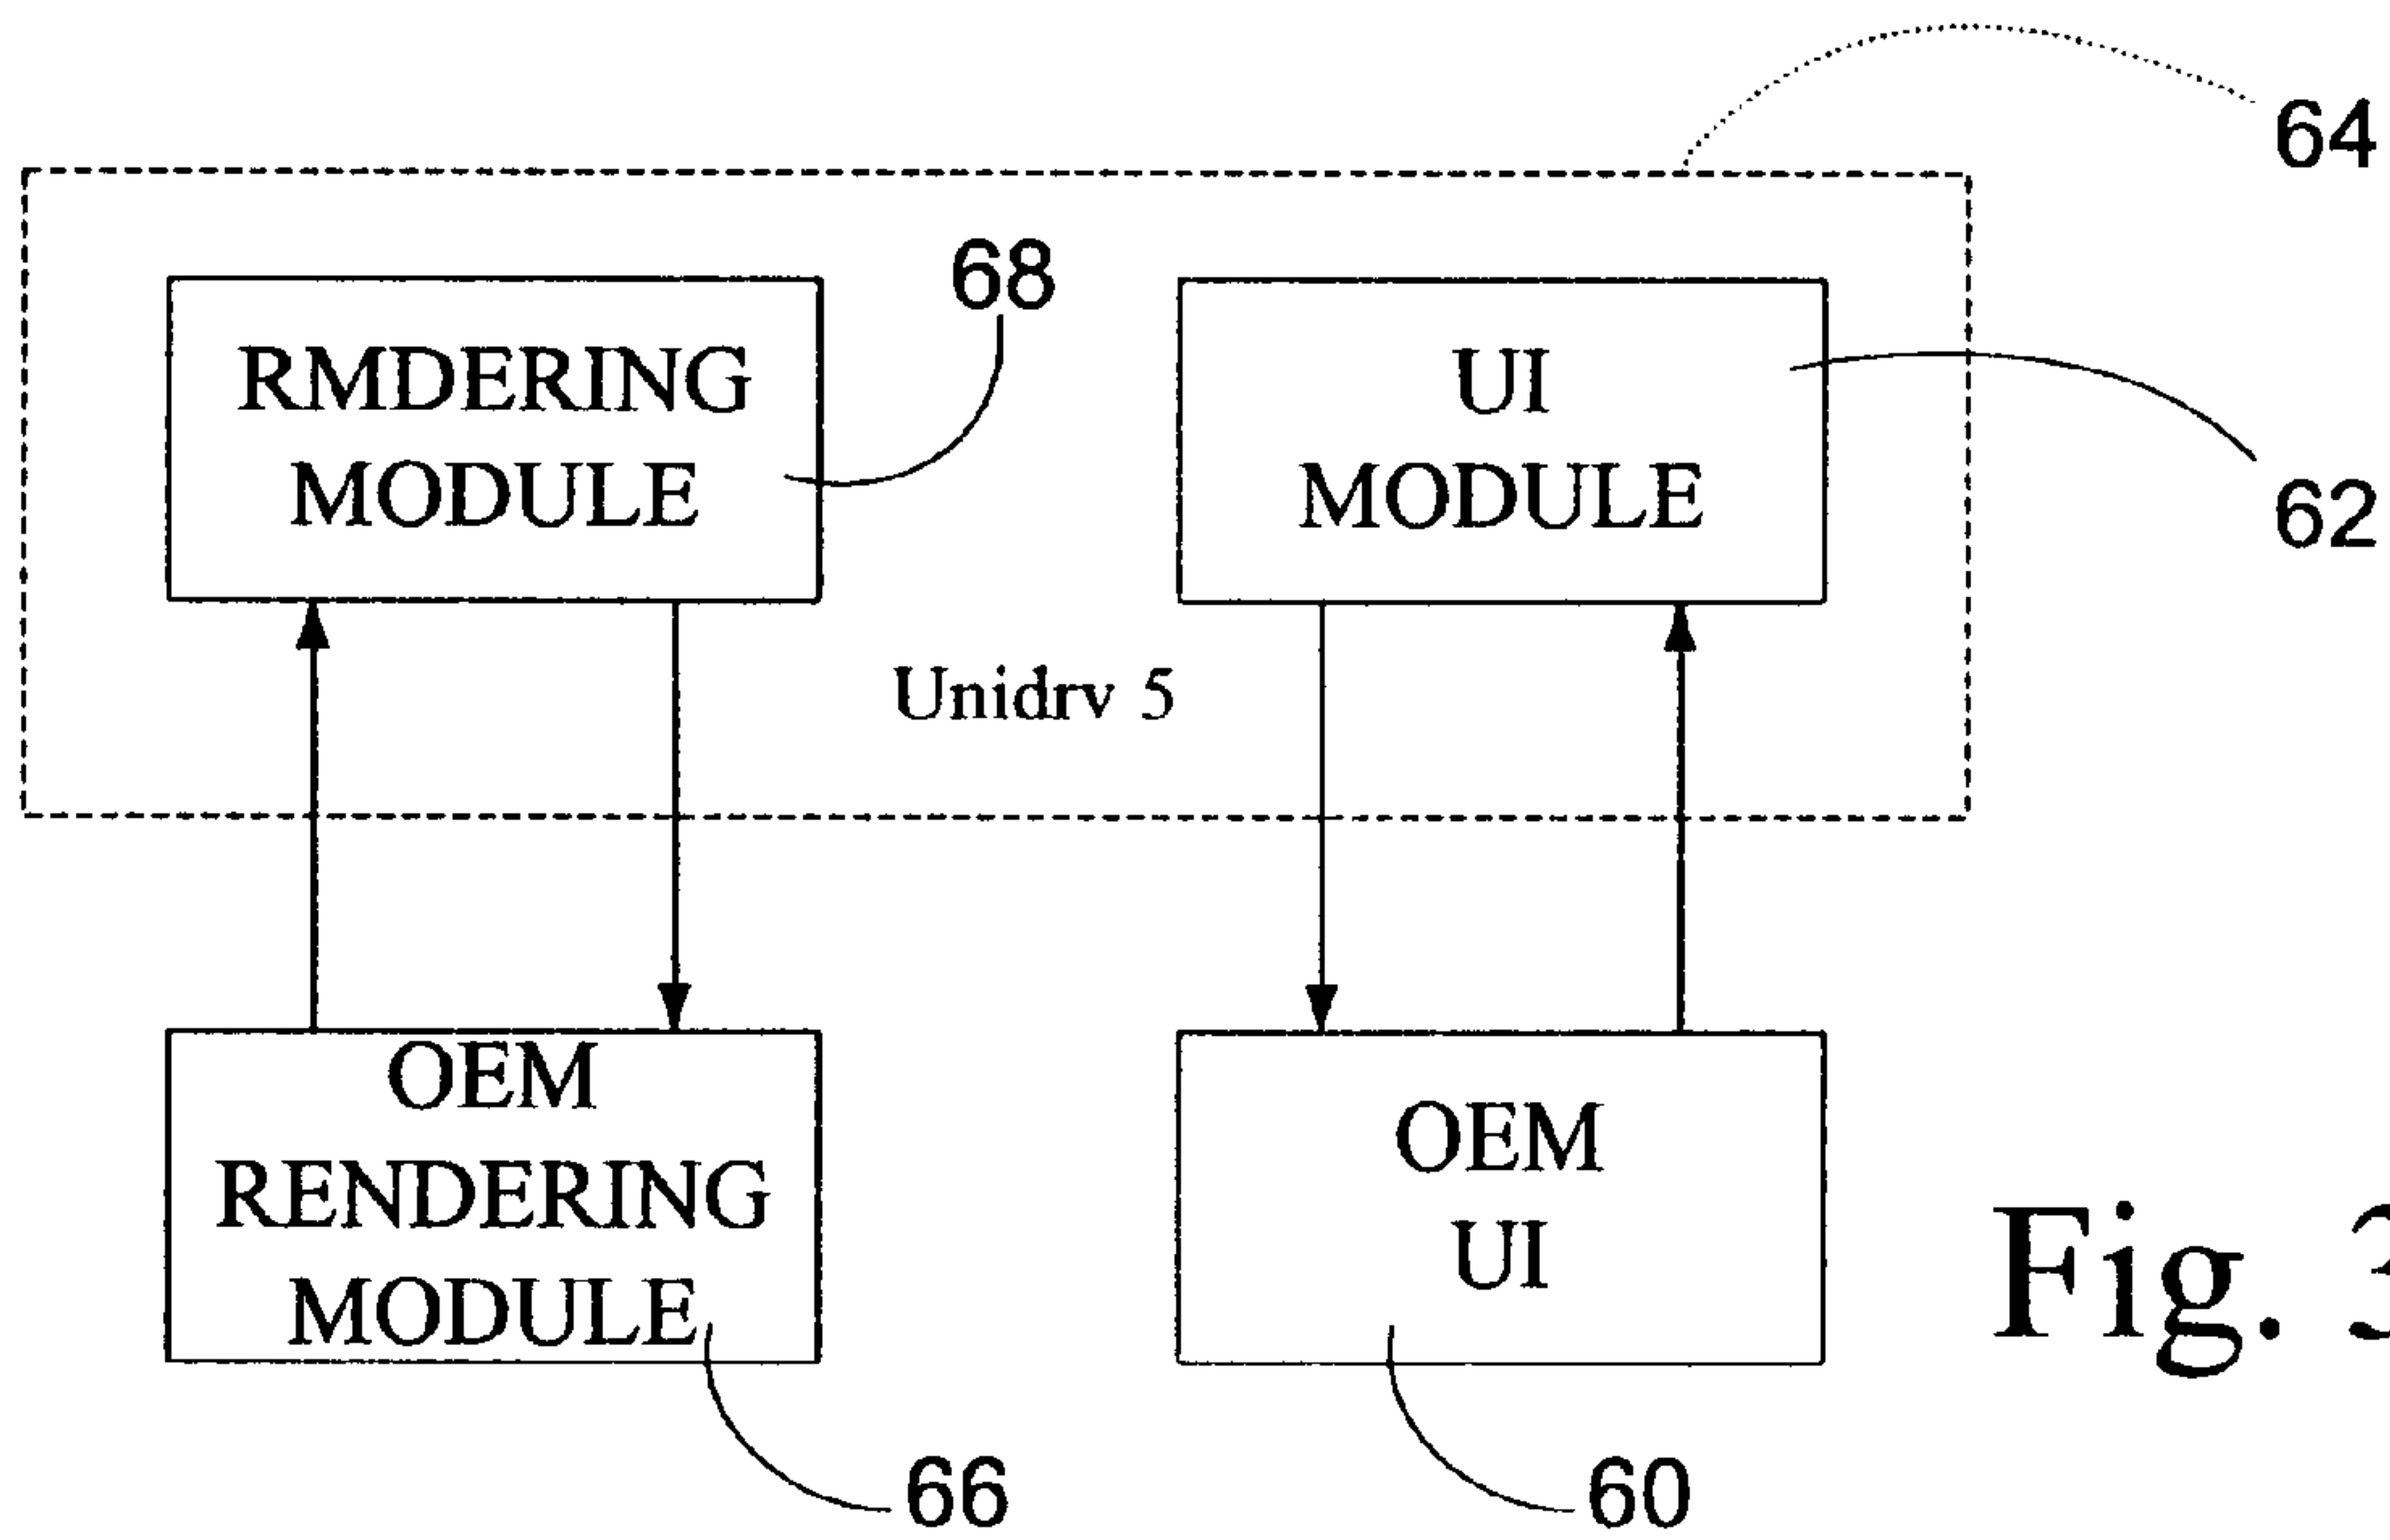 64
68
RMDERING
MODULE
UI
MODULE
62
Unidrv 5
OEM
RENDERING
MODULE
OEM
UI
Fig. 3
66
60